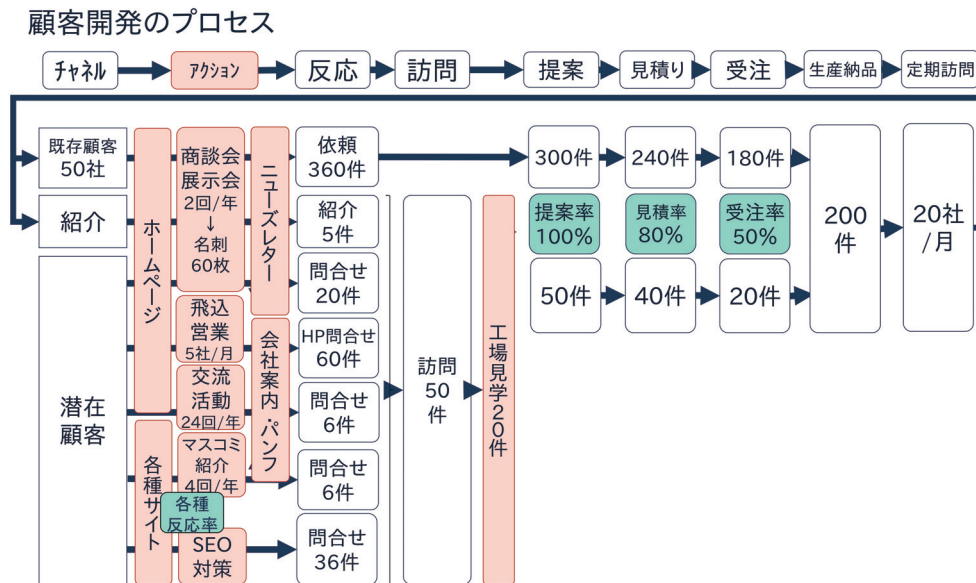 顧客開発のプロセス
ﾁｬﾈﾙ
ｱｸｼｮﾝ
反応
訪問
提案
見積り
受注
生産納品
定期訪問
既存顧客
50社
紹介
潜在
顧客
ホームページ
各種サイト
商談会
展示会
2回/年
↓
名刺
60枚
飛込
営業
5社/月
交流
活動
24回/年
マスコミ
紹介
4回/年
各種
反応率
SEO
対策
ニューズレター
会社案内・パンフ
依頼
360件
紹介
5件
問合せ
20件
HP問合せ
60件
問合せ
6件
問合せ
6件
問合せ
36件
訪問
50
件
工場見学20件
300件
240件
180件
提案率
100%
見積率
80%
受注率
50%
50件
40件
20件
200
件
20社
/月